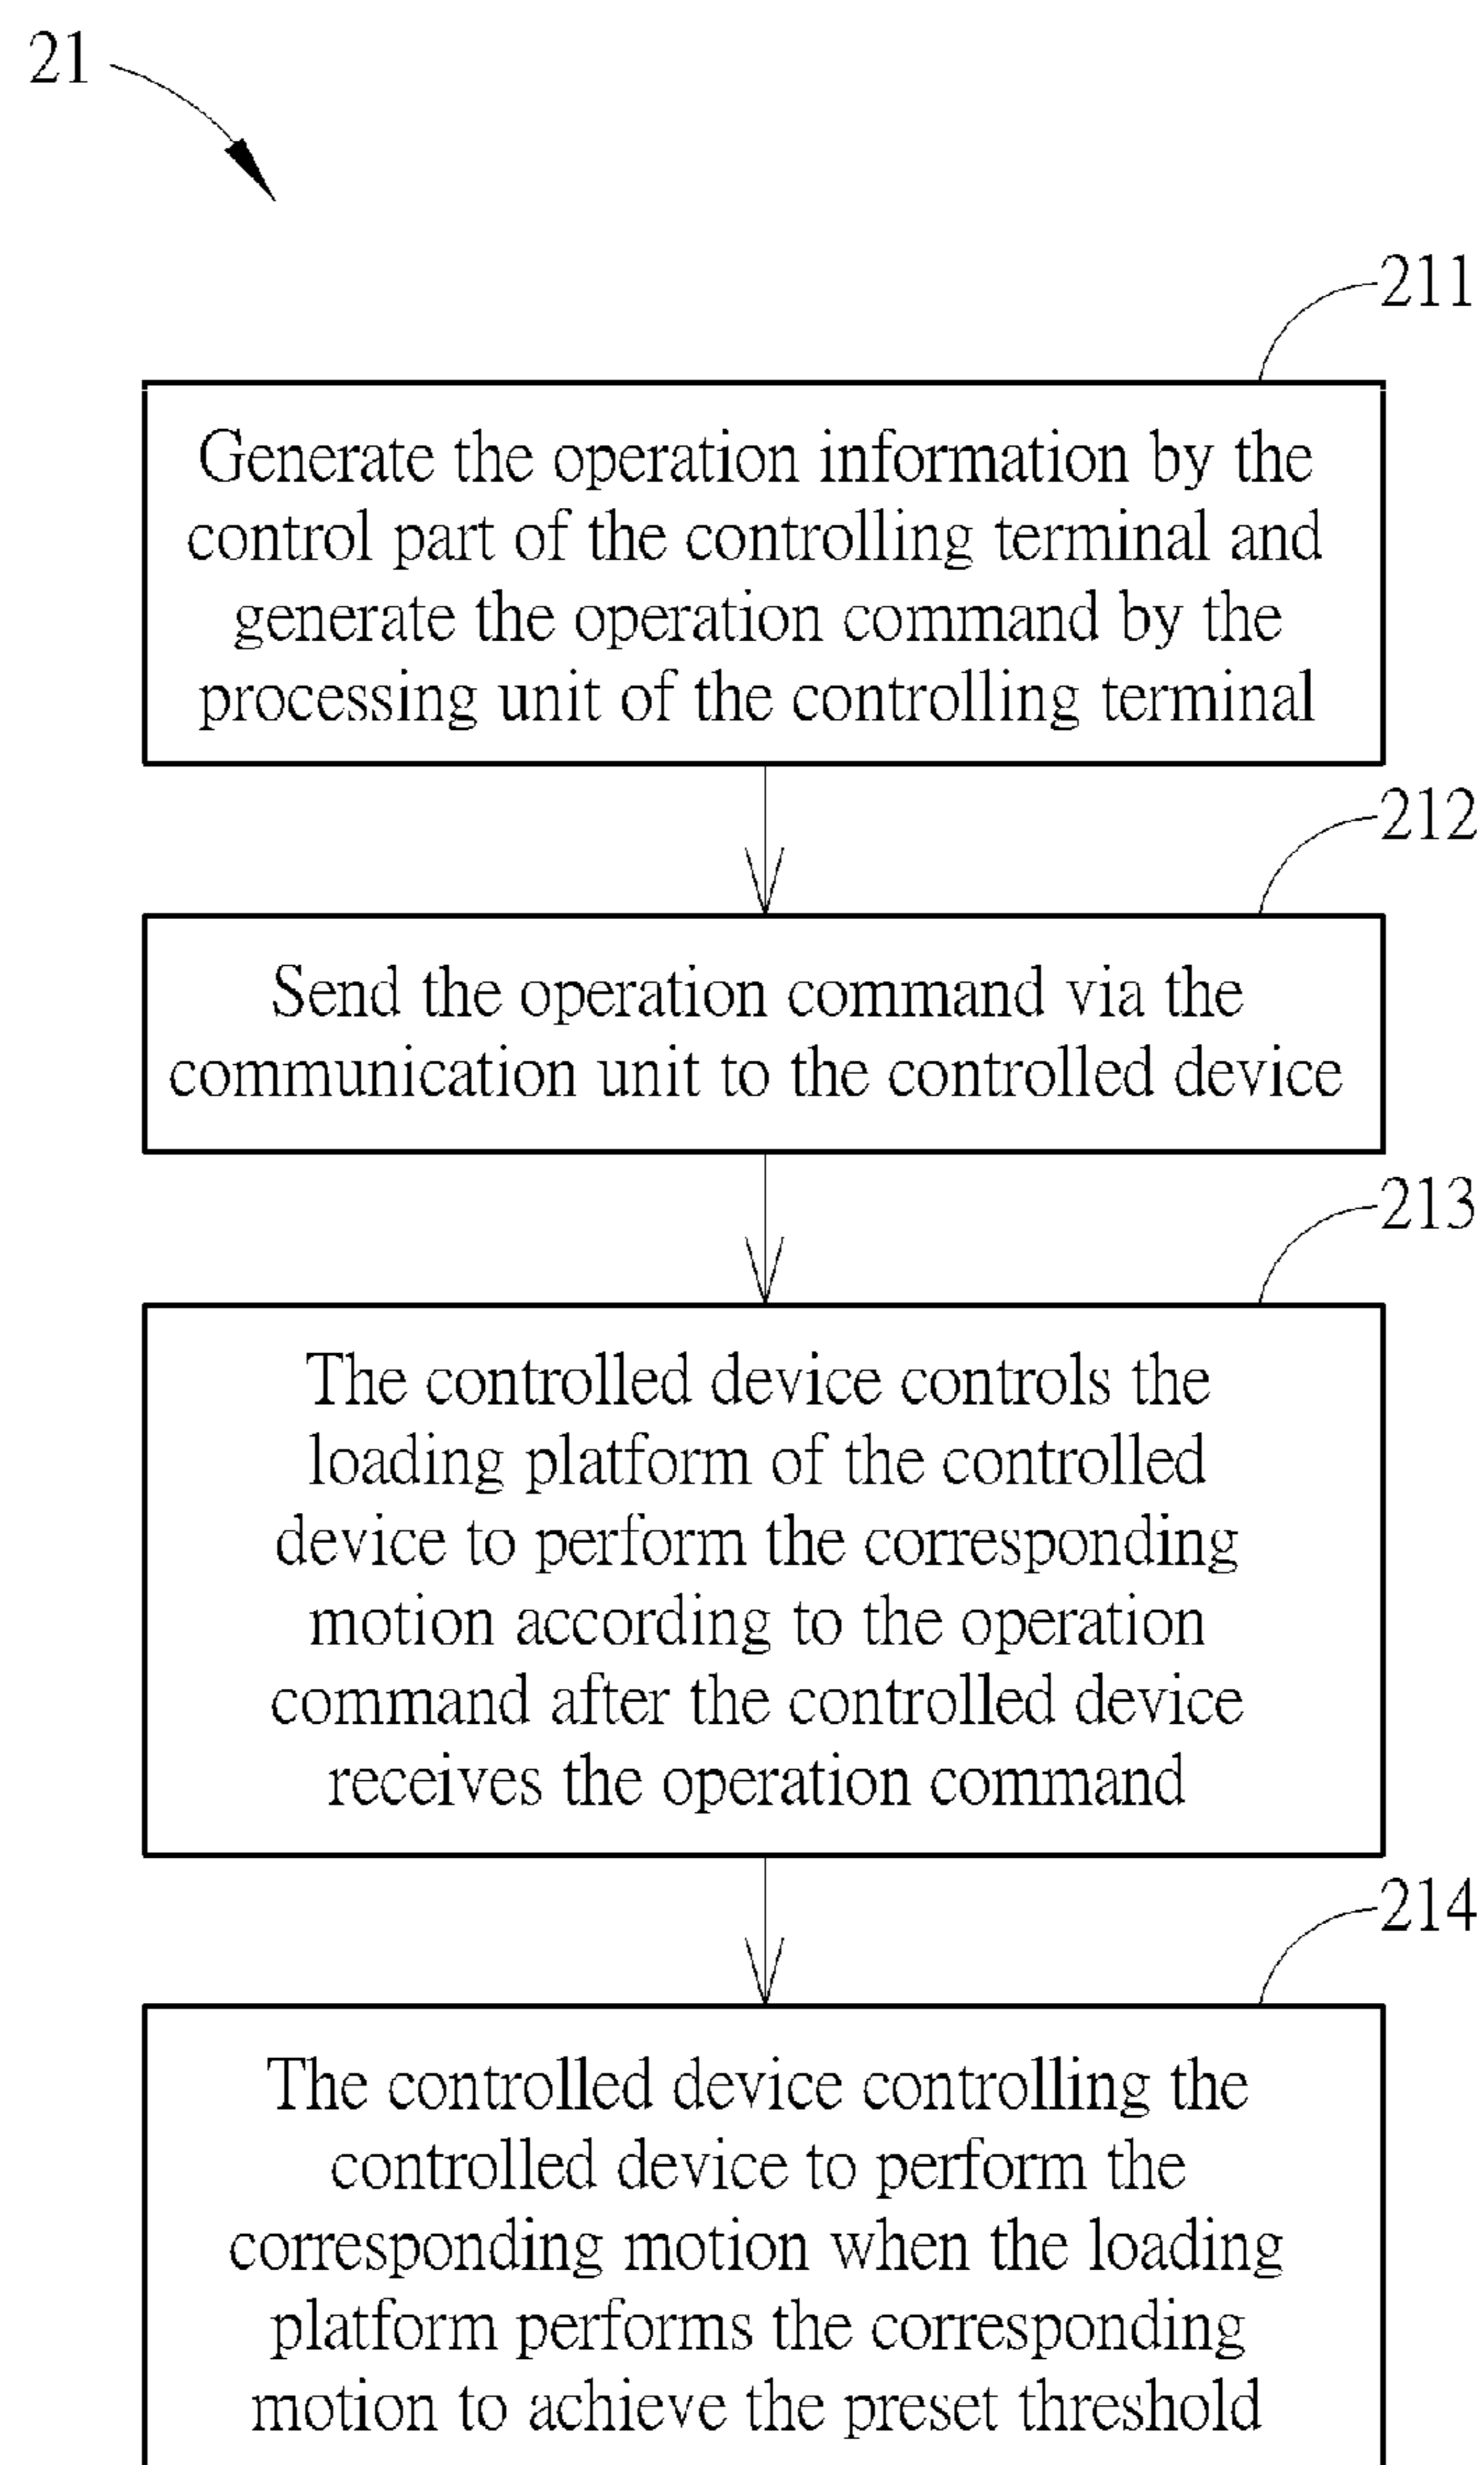 21
211
Generate the operation information by the
control part of the controlling terminal and
generate the operation command by the
processing unit of the controlling terminal
212
Send the operation command via the
communication unit to the controlled device
213
The controlled device controls the
loading platform of the controlled
device to perform the corresponding
motion according to the operation
command after the controlled device
receives the operation command
214
The controlled device controlling the
controlled device to perform the
corresponding motion when the loading
platform performs the corresponding
motion to achieve the preset threshold